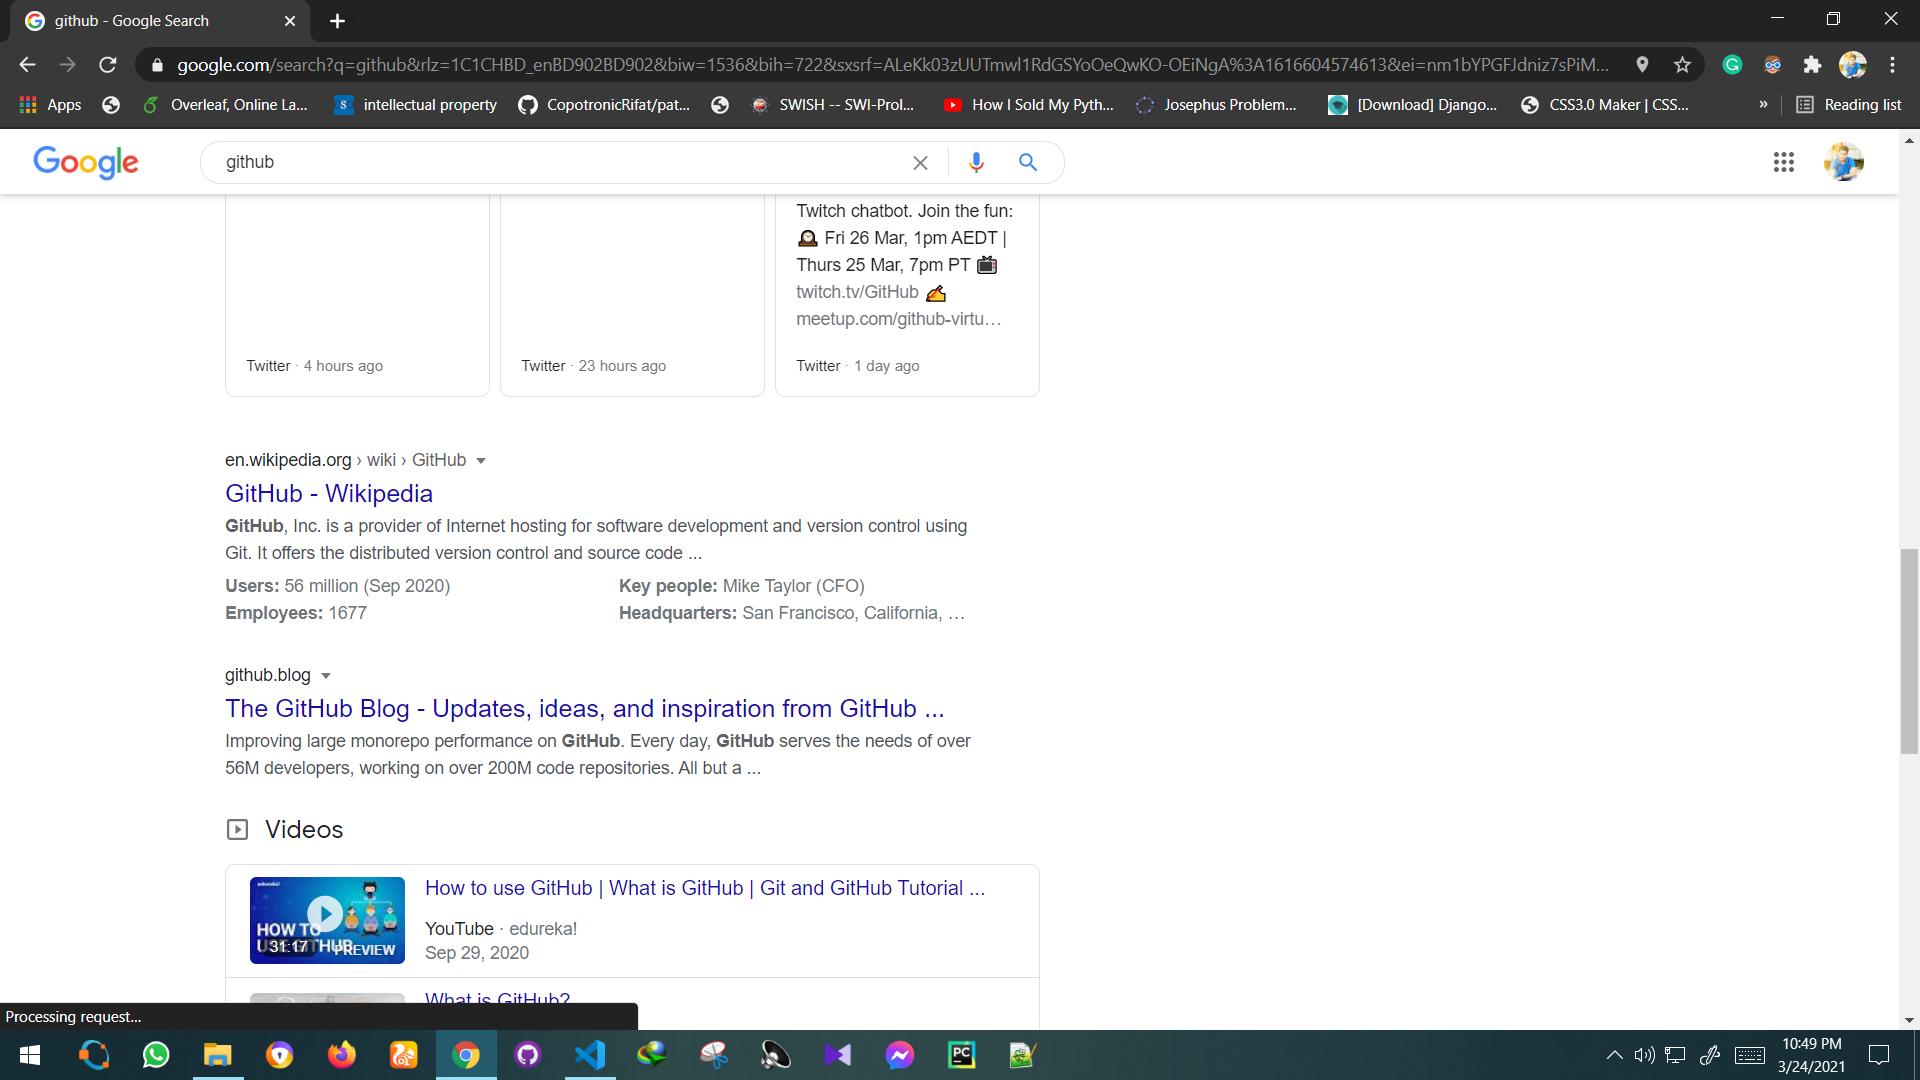 github - Google Search
google.com/search?q=github&rlz=1C1CHBD_enBD902BD902&biw=1536&bih=722&sxsrf=ALeKk03zUUTmwl1RdGSYoOeQwKO-OEiNgA%3A1616604574613&ei=nm1bYPGFJdniz7sPiM...
Apps Overleaf, Online La... intellectual property CopotronicRifat/pat... SWISH -- SWI-Prol... How I Sold My Pyth... Josephus Problem... [Download] Django... CSS3.0 Maker | CSS... » Reading list
Google github
Twitch chatbot. Join the fun:
Fri 26 Mar, 1pm AEDT |
Thurs 25 Mar, 7pm PT
twitch.tv/GitHub
meetup.com/github-virtu...
Twitter · 4 hours ago Twitter · 23 hours ago Twitter · 1 day ago
en.wikipedia.org › wiki › GitHub
GitHub - Wikipedia
GitHub, Inc. is a provider of Internet hosting for software development and version control using
Git. It offers the distributed version control and source code ...
Users: 56 million (Sep 2020) Key people: Mike Taylor (CFO)
Employees: 1677 Headquarters: San Francisco, California, ...
github.blog
The GitHub Blog - Updates, ideas, and inspiration from GitHub ...
Improving large monorepo performance on GitHub. Every day, GitHub serves the needs of over
56M developers, working on over 200M code repositories. All but a ...
Videos
How to use GitHub | What is GitHub | Git and GitHub Tutorial ...
YouTube · edureka!
Sep 29, 2020
edureka!
HOW TO
USE GITHUB
31:17 PREVIEW
What is GitHub?
Processing request...
PC
10:49 PM
3/24/2021